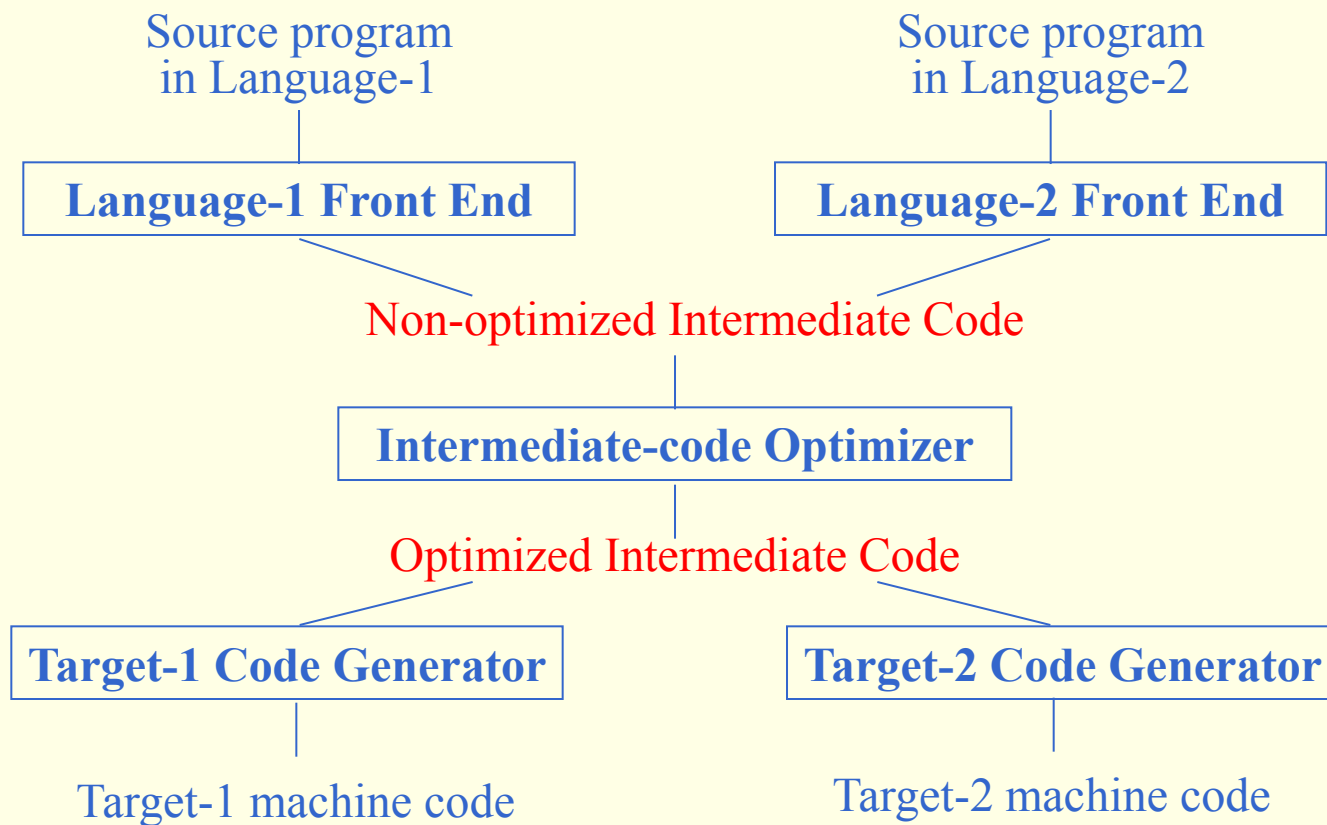 Source program
in Language-1
Source program
in Language-2
Language-1 Front End
Language-2 Front End
Non-optimized Intermediate Code
Intermediate-code Optimizer
Optimized Intermediate Code
Target-1 Code Generator
Target-2 Code Generator
Target-1 machine code
Target-2 machine code